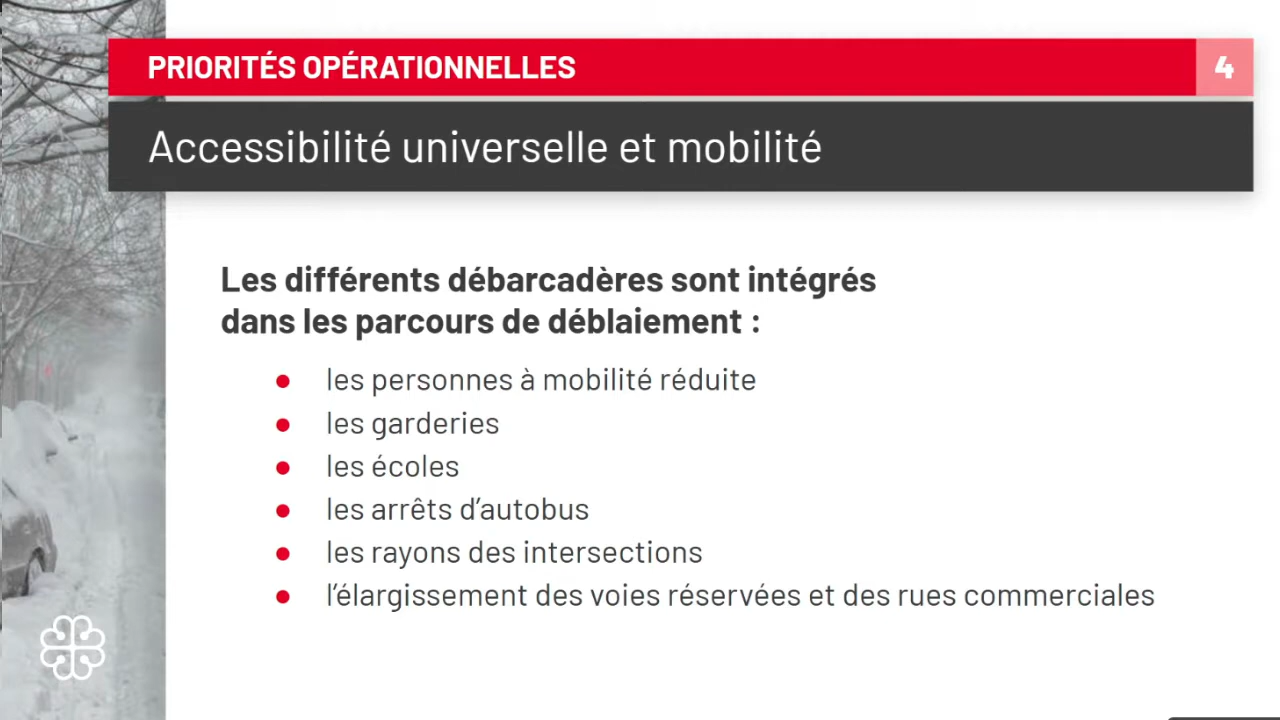 PRIORITÉS OPÉRATIONNELLES
4
Accessibilité universelle et mobilité
Les différents débarcadères sont intégrés
dans les parcours de déblaiement :
● les personnes à mobilité réduite
● les garderies
● les écoles
● les arrêts d’autobus
● les rayons des intersections
● l’élargissement des voies réservées et des rues commerciales